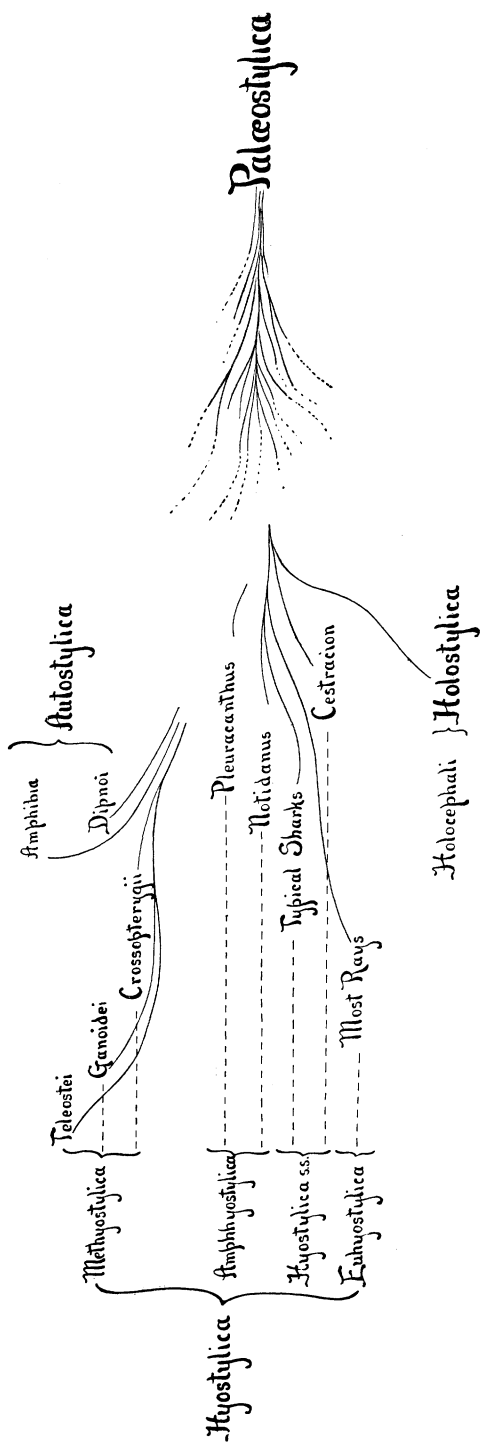 Hyostylica
Methyostylica
Amphhyostylica
Hyostylica s.s.
Euhyostylica
Teleostei
Ganoidei
Crossopterygii
Amphibia
Dipnoi
Autostylica
Pleuracanthus
Notidanus
Typical Sharks
Cestracion
Most Rays
Holocephali
Holostylica
Palæostylica